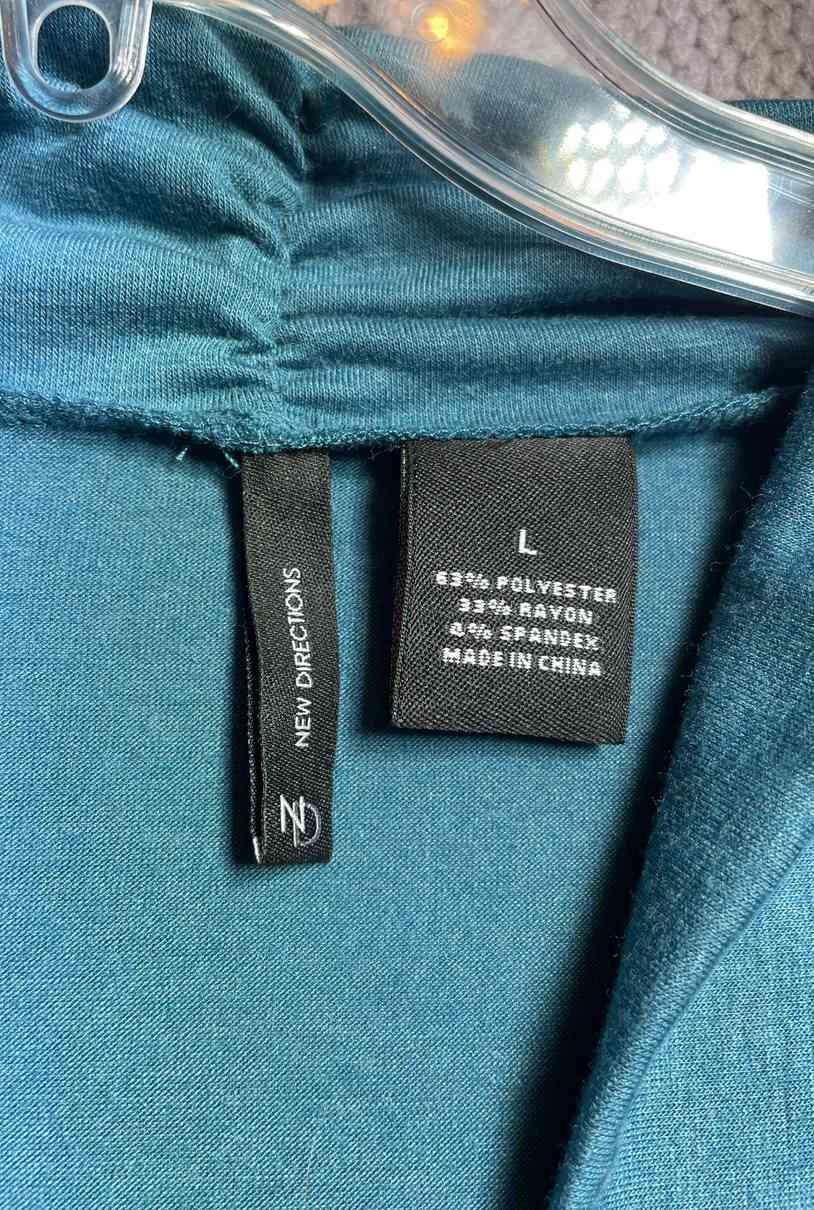 NEW DIRECTIONS
ND
L
63% POLYESTER
33% RAYON
4% SPANDEX
MADE IN CHINA